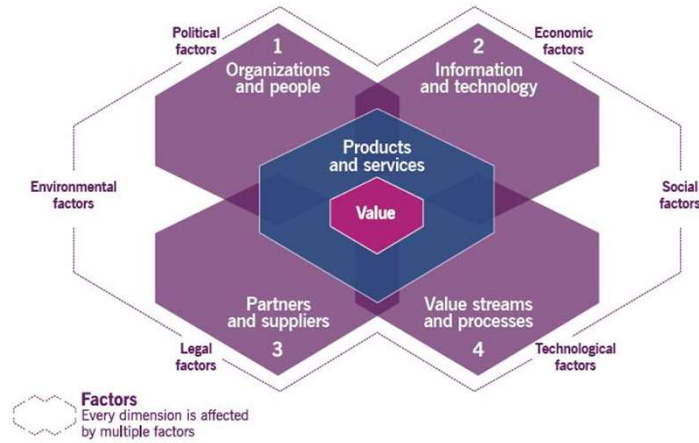 Political
factors
Economic
factors
1
Organizations
and people
2
Information
and technology
Products
and services
Environmental
factors
Value
Social
factors
Partners
and suppliers
3
Value streams
and processes
4
Legal
factors
Technological
factors
Factors
Every dimension is affected
by multiple factors